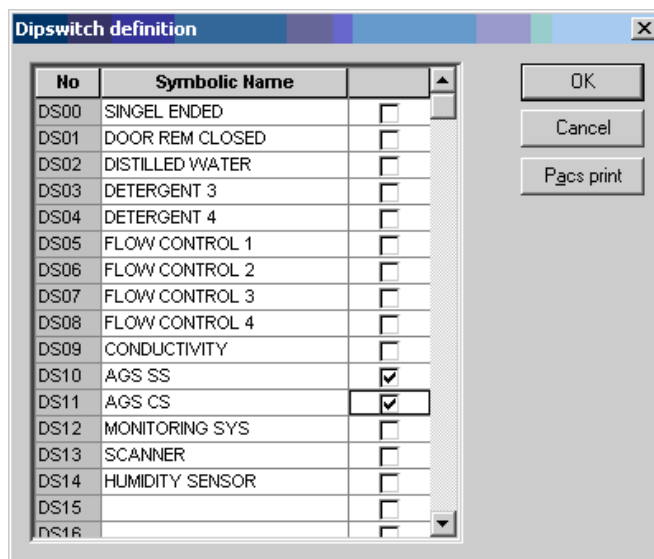 Dipswitch definition
No Symbolic Name
DS00 SINGEL ENDED
DS01 DOOR REM CLOSED
DS02 DISTILLED WATER
DS03 DETERGENT 3
DS04 DETERGENT 4
DS05 FLOW CONTROL 1
DS06 FLOW CONTROL 2
DS07 FLOW CONTROL 3
DS08 FLOW CONTROL 4
DS09 CONDUCTIVITY
DS10 AGS SS
DS11 AGS CS
DS12 MONITORING SYS
DS13 SCANNER
DS14 HUMIDITY SENSOR
DS15
DS16
OK
Cancel
Pacs print